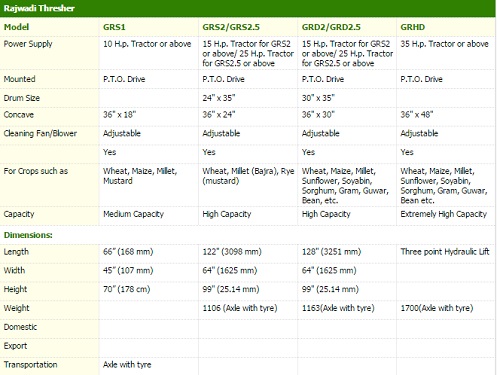 Rajwadi Thresher
Model GRS1 GRS2/GRS2.5 GRD2/GRD2.5 GRHD
Power Supply 10 H.p. Tractor or above 15 H.p. Tractor for GRS2 or above/ 25 H.p. Tractor for GRS2.5 or above 15 H.p. Tractor for GRD2 or above/ 25 H.p. Tractor for GRS2.5 or above 35 H.p. Tractor or above
Mounted P.T.O. Drive P.T.O. Drive P.T.O. Drive P.T.O. Drive
Drum Size 24" x 35" 30" x 35"
Concave 36" x 18" 36" x 24" 36" x 30" 36" x 48"
Cleaning Fan/Blower Adjustable Adjustable Adjustable Adjustable
Yes Yes Yes Yes
For Crops such as Wheat, Maize, Millet, Mustard Wheat, Millet (Bajra), Rye (mustard) Wheat, Maize, Millet, Sunflower, Soyabin, Sorghum, Gram, Guwar, Bean, etc. Wheat, Maize, Millet, Sunflower, Soyabin, Sorghum, Gram, Guwar, Bean, etc.
Capacity Medium Capacity High Capacity High Capacity Extremely High Capacity
Dimensions:
Length 66" (168 mm) 122" (3098 mm) 128" (3251 mm) Three point Hydraulic Lift
Width 45" (107 mm) 64" (1625 mm) 64" (1625 mm)
Height 70" (178 cm) 99" (25.14 mm) 99" (25.14 mm)
Weight 1106 (Axle with tyre) 1163(Axle with tyre) 1700(Axle with tyre)
Domestic
Export
Transportation Axle with tyre